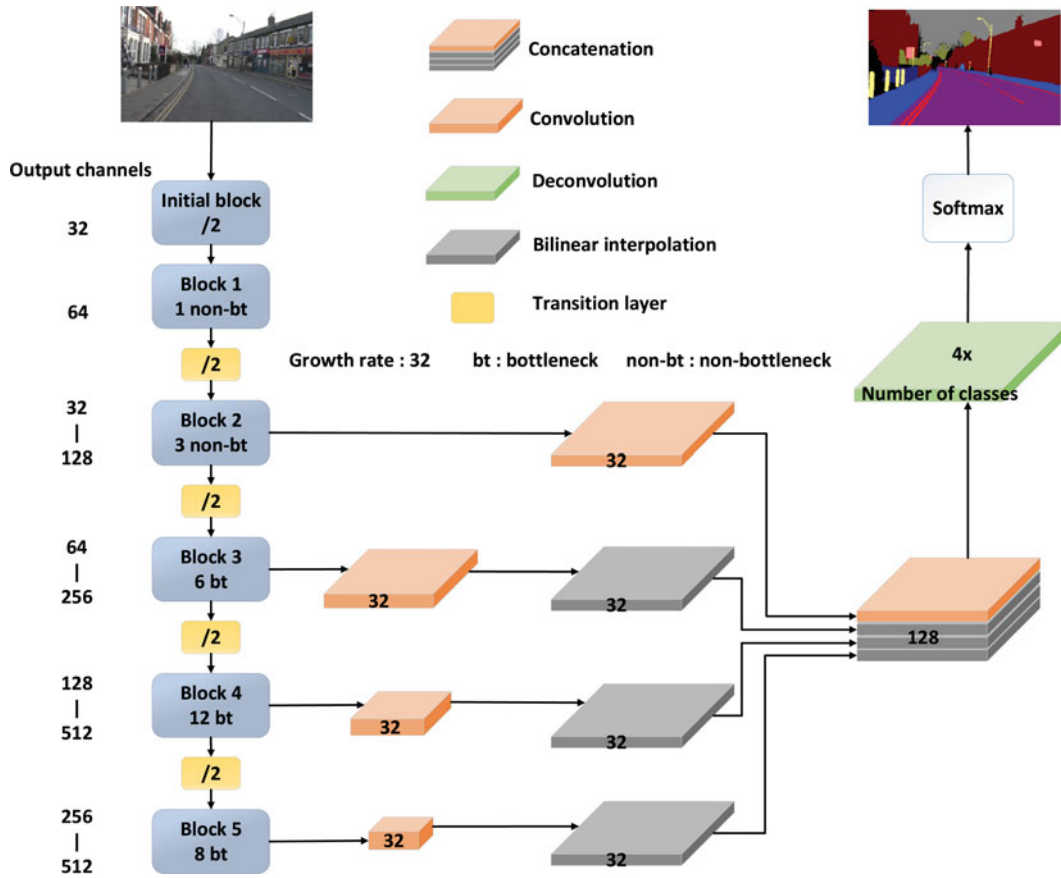 Concatenation
Convolution
Deconvolution
Bilinear interpolation
Transition layer
Growth rate : 32
bt : bottleneck
non-bt : non-bottleneck
Output channels
32
Initial block
/2
64
Block 1
1 non-bt
/2
32
|
128
Block 2
3 non-bt
32
/2
64
|
256
Block 3
6 bt
32
32
/2
128
|
512
Block 4
12 bt
32
32
/2
256
|
512
Block 5
8 bt
32
32
128
4x
Number of classes
Softmax